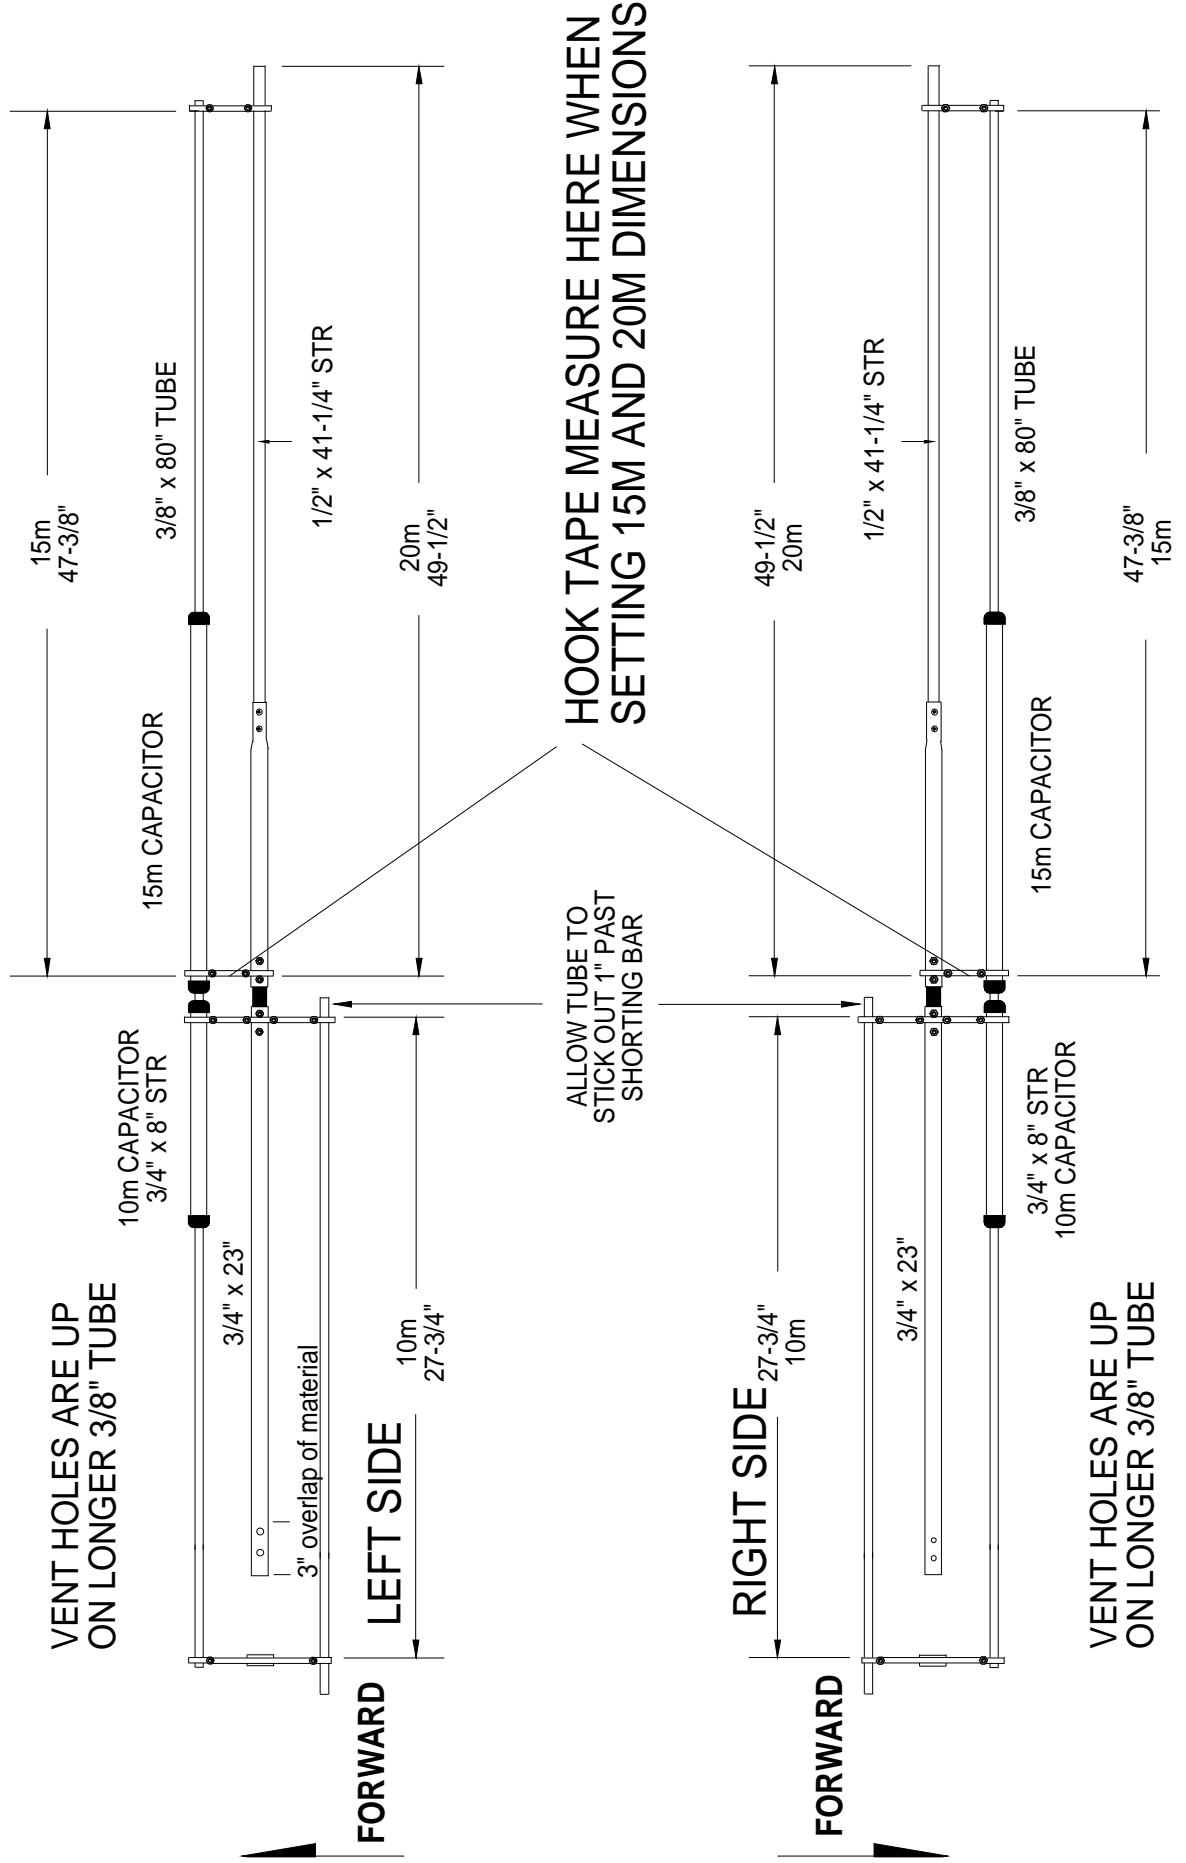 15m
47-3/8"
3/8" x 80" TUBE
1/2" x 41-1/4" STR
20m
49-1/2"
15m CAPACITOR
10m CAPACITOR
3/4" x 8" STR
3/4" x 23"
10m
27-3/4"
3" overlap of material
VENT HOLES ARE UP
ON LONGER 3/8" TUBE
LEFT SIDE
FORWARD
HOOK TAPE MEASURE HERE WHEN
SETTING 15M AND 20M DIMENSIONS
ALLOW TUBE TO
STICK OUT 1" PAST
SHORTING BAR
49-1/2"
20m
1/2" x 41-1/4" STR
3/8" x 80" TUBE
47-3/8"
15m
15m CAPACITOR
3/4" x 8" STR
10m CAPACITOR
3/4" x 23"
27-3/4"
10m
RIGHT SIDE
FORWARD
VENT HOLES ARE UP
ON LONGER 3/8" TUBE